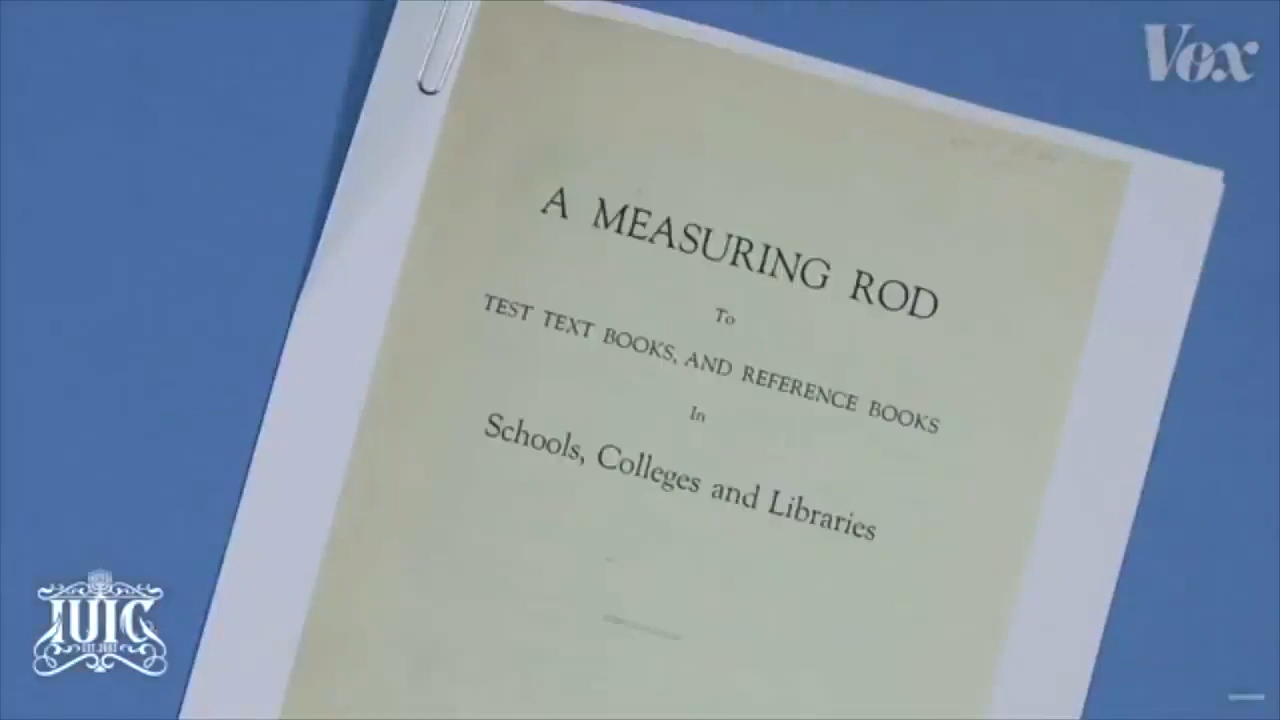 Vox
A MEASURING ROD
To
TEST TEXT BOOKS, AND REFERENCE BOOKS
In
Schools, Colleges and Libraries
IUIC